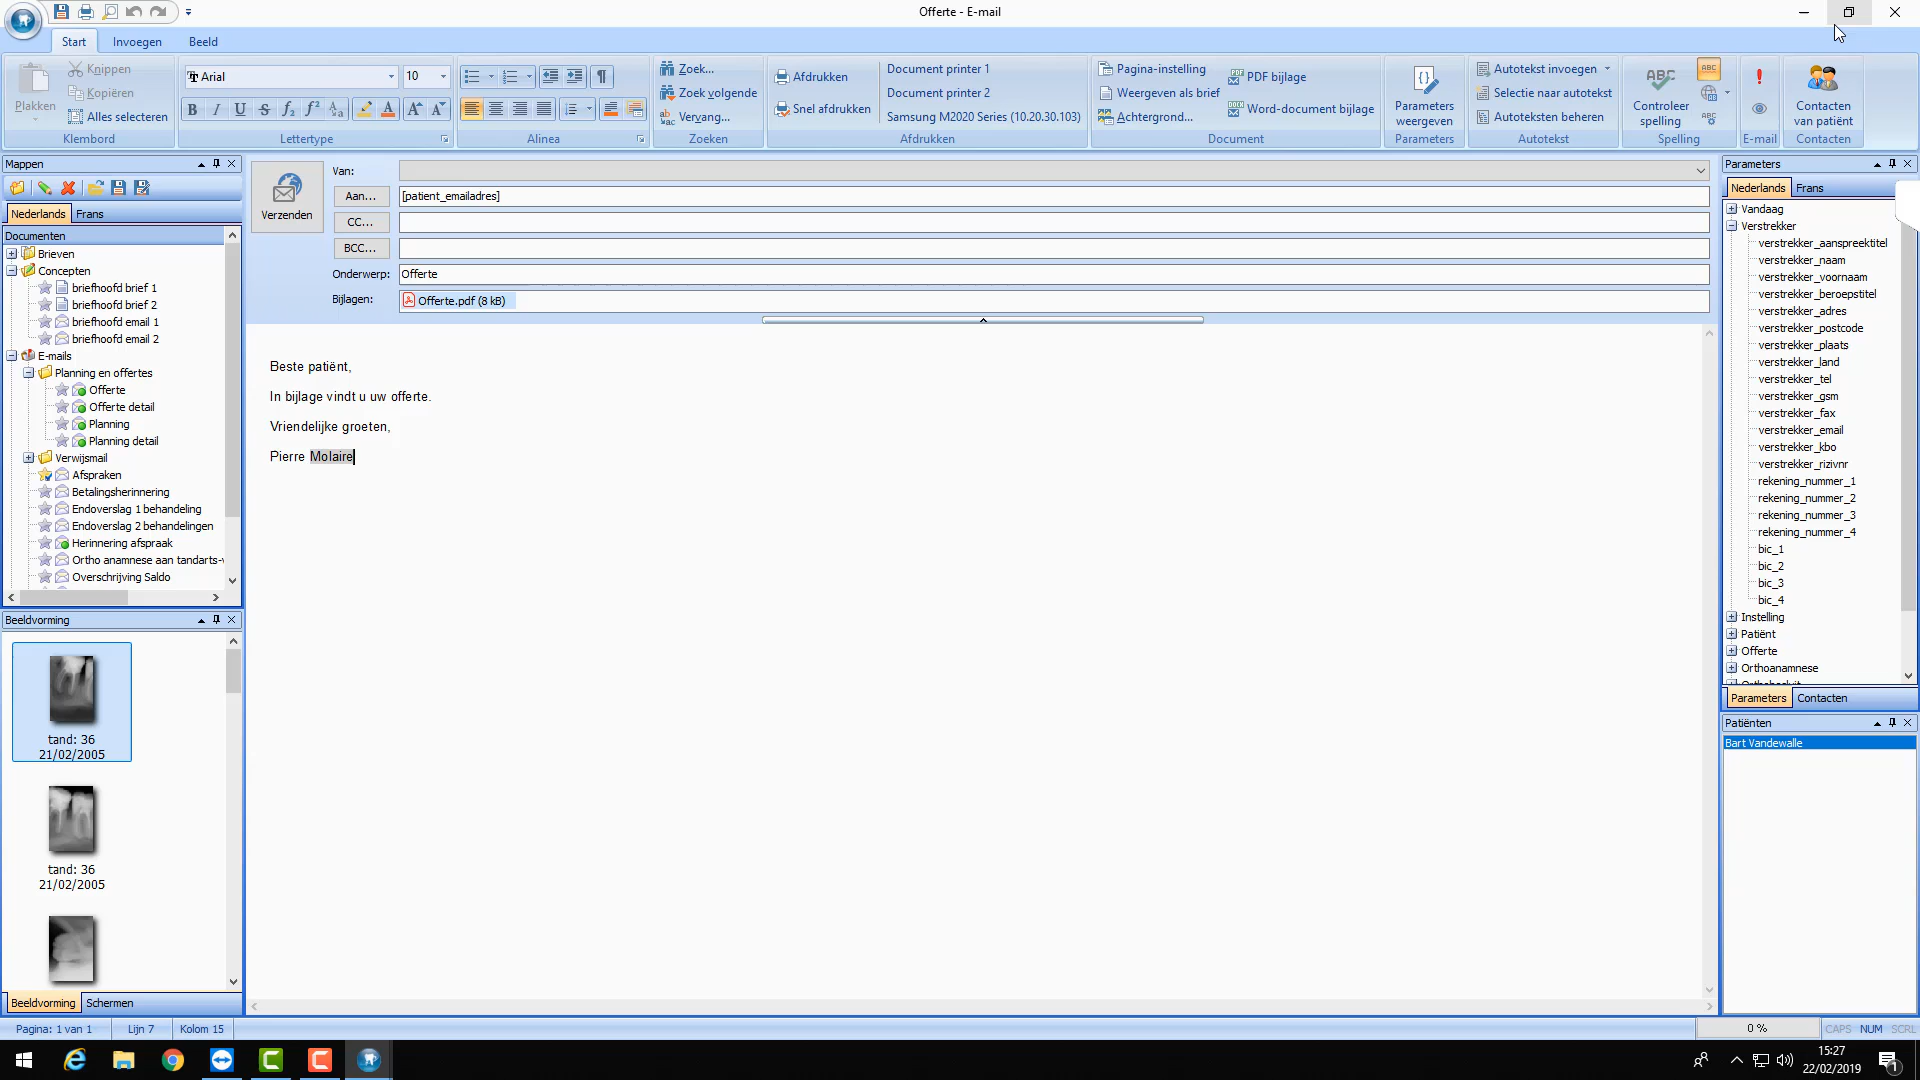 Offerte - E-mail
Start Invoegen Beeld
Plakken
Knippen
Kopiëren
Alles selecteren
Klembord
Arial 10
Lettertype
Alinea
Zoek...
Zoek volgende
Vervang...
Zoeken
Afdrukken
Snel afdrukken
Document printer 1
Document printer 2
Samsung M2020 Series (10.20.30.103)
Afdrukken
Pagina-instelling
Weergeven als brief
Achtergrond...
PDF bijlage
Word-document bijlage
Document
Parameters weergeven
Parameters
Autotekst invoegen
Selectie naar autotekst
Autoteksten beheren
Autotekst
Controleer spelling
Spelling
E-mail
Contacten van patiënt
Contacten
Mappen
Nederlands Frans
Documenten
Brieven
Concepten
briefhoofd brief 1
briefhoofd brief 2
briefhoofd email 1
briefhoofd email 2
E-mails
Planning en offertes
Offerte
Offerte detail
Planning
Planning detail
Verwijsmail
Afspraken
Betalingsherinnering
Endoverslag 1 behandeling
Endoverslag 2 behandelingen
Herinnering afspraak
Ortho anamnese aan tandarts-
Overschrijving Saldo
Beeldvorming
tand: 36
21/02/2005
tand: 36
21/02/2005
Beeldvorming Schermen
Verzenden
Van:
Aan... [patient_emailadres]
CC...
BCC...
Onderwerp: Offerte
Bijlagen: Offerte.pdf (8 kB)
Beste patiënt,
In bijlage vindt u uw offerte.
Vriendelijke groeten,
Pierre Molaire
Parameters
Nederlands Frans
Vandaag
Verstrekker
verstrekker_aanspreektitel
verstrekker_naam
verstrekker_voornaam
verstrekker_beroepstitel
verstrekker_adres
verstrekker_postcode
verstrekker_plaats
verstrekker_land
verstrekker_tel
verstrekker_gsm
verstrekker_fax
verstrekker_email
verstrekker_kbo
verstrekker_rizivnr
rekening_nummer_1
rekening_nummer_2
rekening_nummer_3
rekening_nummer_4
bic_1
bic_2
bic_3
bic_4
Instelling
Patiënt
Offerte
Orthoanamnese
Parameters Contacten
Patiënten
Bart Vandewalle
Pagina: 1 van 1 Lijn 7 Kolom 15 0 % CAPS NUM SCRL
15:27
22/02/2019